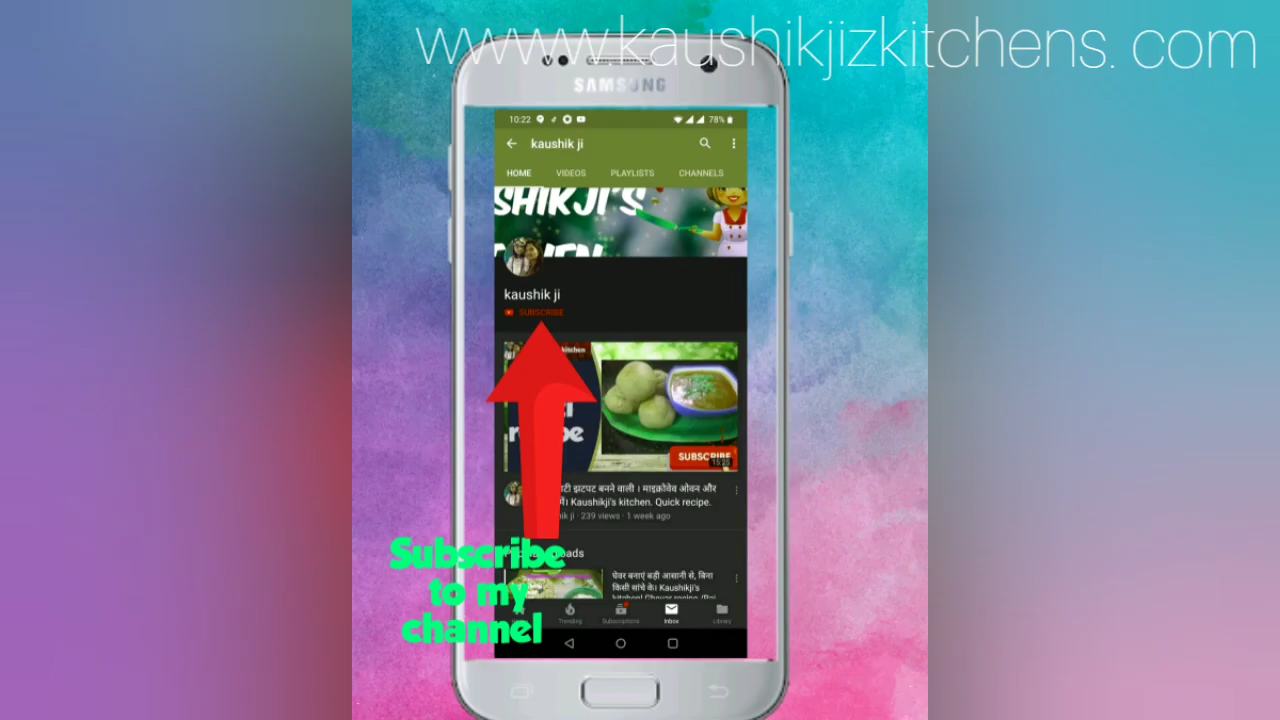 www.kaushikjizkitchens.com
SAMSUNG
10:22 78%
kaushik ji
HOME VIDEOS PLAYLISTS CHANNELS
SHIKJI'S
kaushik ji
SUBSCRIBE
kitchen
SUBSCRIBE
15:25
झटपट बनने वाली । माइक्रोवेव ओवन और
में। Kaushikji's kitchen. Quick recipe.
ji · 239 views · 1 week ago
Subscribe
to my
channel
घेवर बनाएं बड़ी आसानी से, बिना
किसी सांचे के। Kaushikji's
Trending Subscriptions Inbox Library